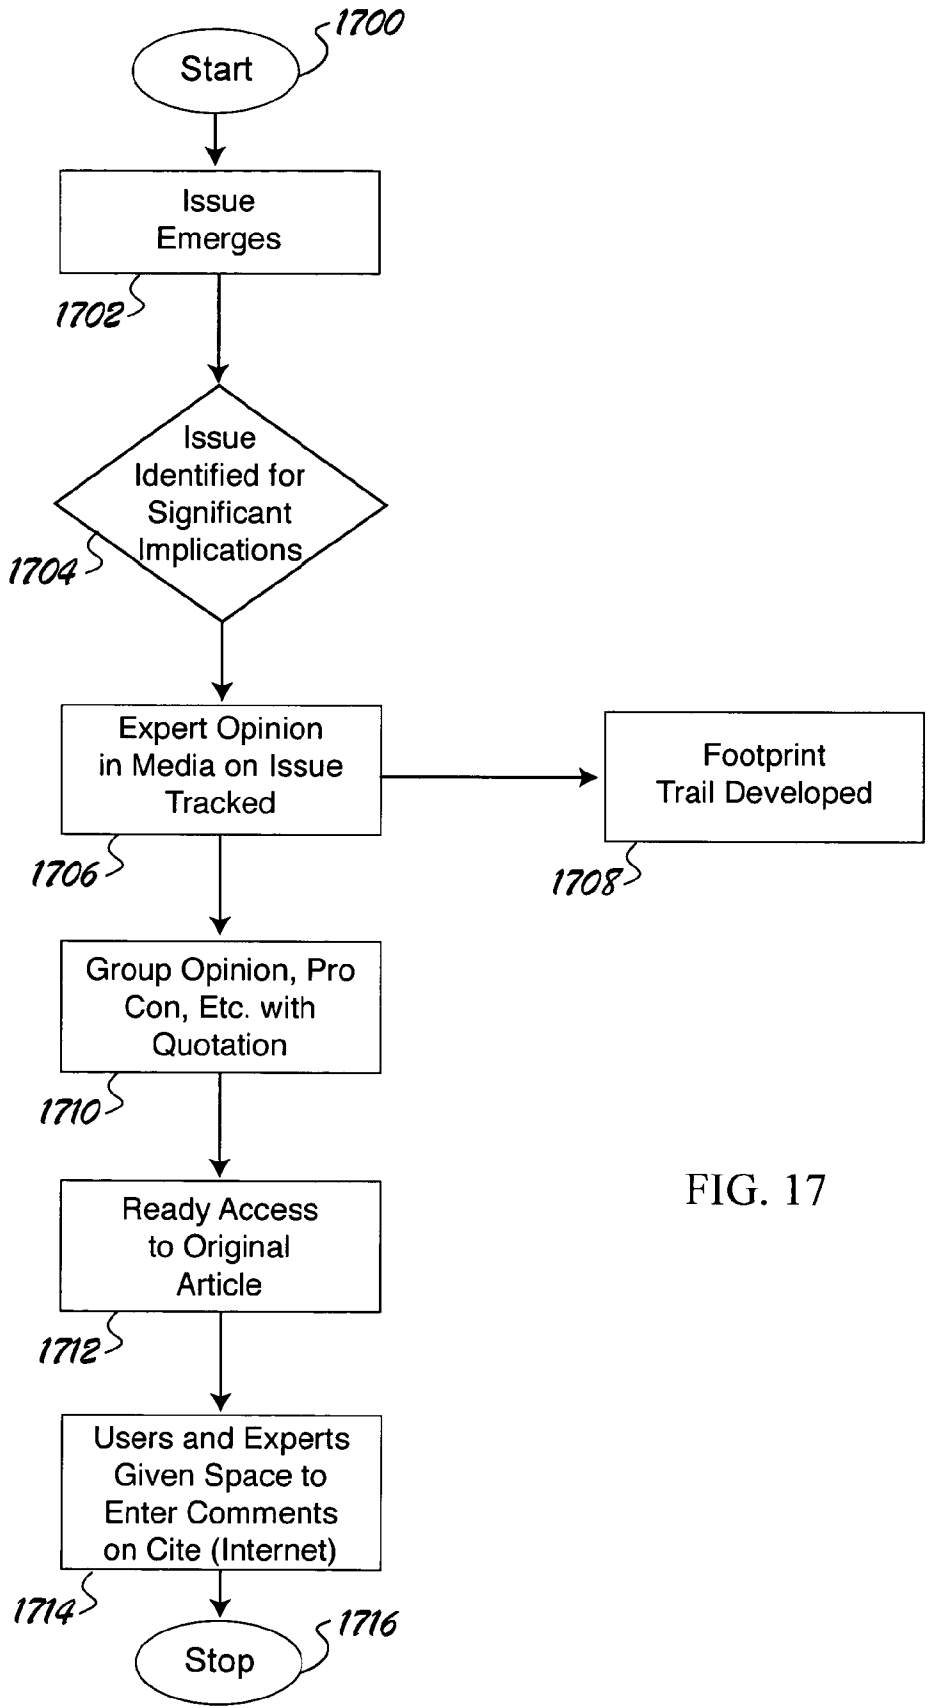 1700
Start
Issue
Emerges
1702
Issue
Identified for
Significant
Implications
1704
Expert Opinion
in Media on Issue
Tracked
1706
Footprint
Trail Developed
1708
Group Opinion, Pro
Con, Etc. with
Quotation
1710
Ready Access
to Original
Article
1712
FIG. 17
Users and Experts
Given Space to
Enter Comments
on Cite (Internet)
1714
1716
Stop